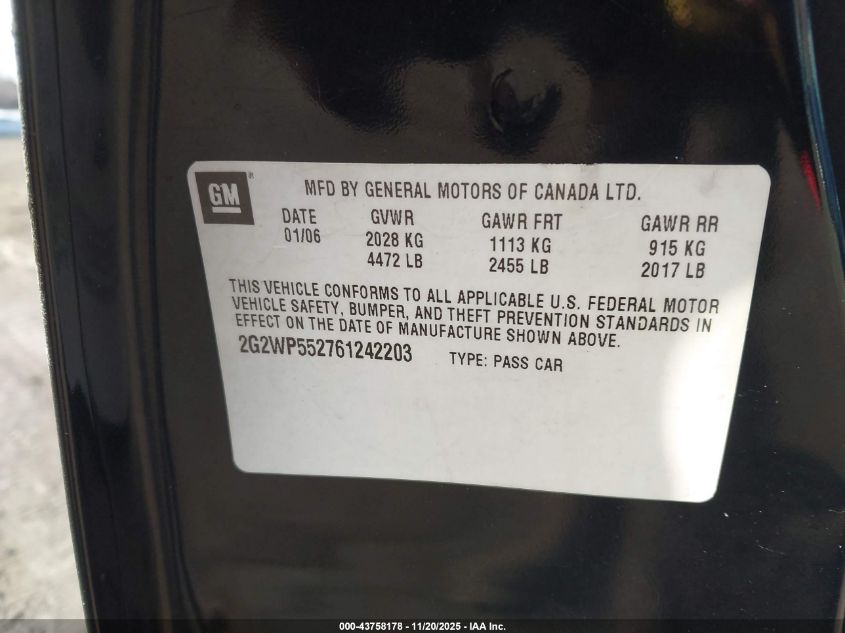 GM
MFD BY GENERAL MOTORS OF CANADA LTD.
DATE GVWR GAWR FRT GAWR RR
01/06 2028 KG 1113 KG 915 KG
4472 LB 2455 LB 2017 LB
THIS VEHICLE CONFORMS TO ALL APPLICABLE U.S. FEDERAL MOTOR
VEHICLE SAFETY, BUMPER, AND THEFT PREVENTION STANDARDS IN
EFFECT ON THE DATE OF MANUFACTURE SHOWN ABOVE.
2G2WP552761242203 TYPE: PASS CAR
000-43758178 - 11/20/2025 - IAA Inc.